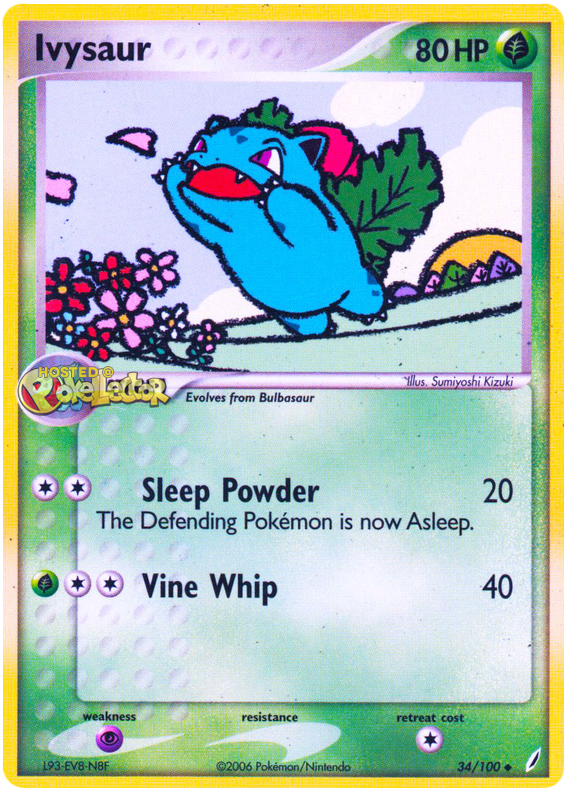 Ivysaur
80 HP
Illus. Sumiyoshi Kizuki
HOSTED @
PokeLector
Evolves from Bulbasaur
Sleep Powder 20
The Defending Pokémon is now Asleep.
Vine Whip 40
weakness resistance retreat cost
L93-EV8-N8F ©2006 Pokémon/Nintendo 34/100